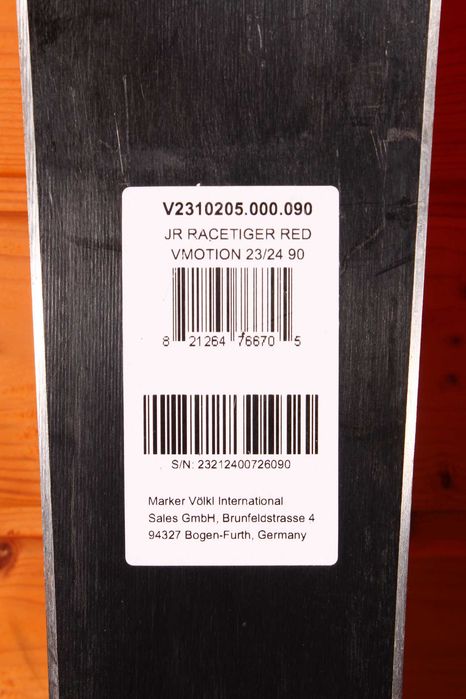 V2310205.000.090
JR RACETIGER RED
VMOTION 23/24 90
8 21264 76670 5
S/N: 23212400726090
Marker Völkl International
Sales GmbH, Brunfeldstrasse 4
94327 Bogen-Furth, Germany